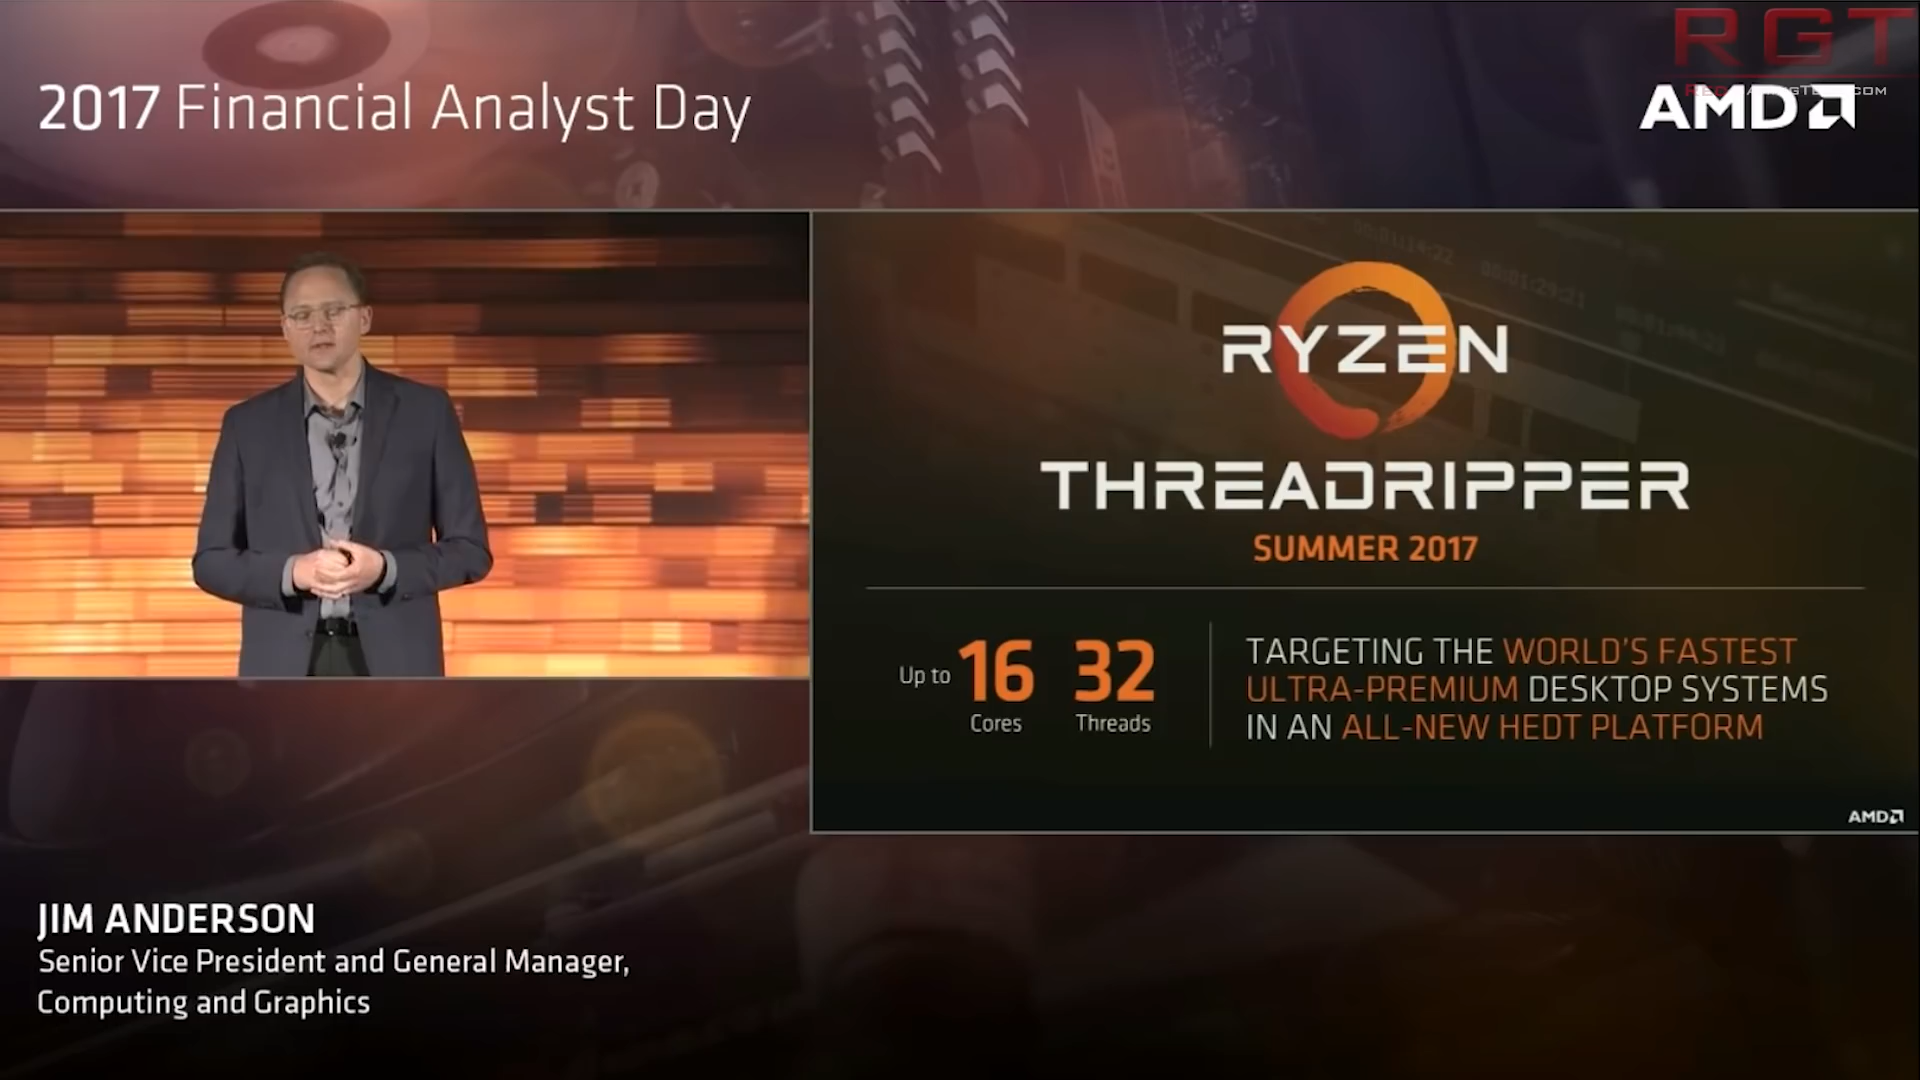 RGT
2017 Financial Analyst Day
AMD
RYZEN
THREADRIPPER
SUMMER 2017
Up to 16 32
Cores Threads
TARGETING THE WORLD'S FASTEST
ULTRA-PREMIUM DESKTOP SYSTEMS
IN AN ALL-NEW HEDT PLATFORM
AMD
JIM ANDERSON
Senior Vice President and General Manager,
Computing and Graphics